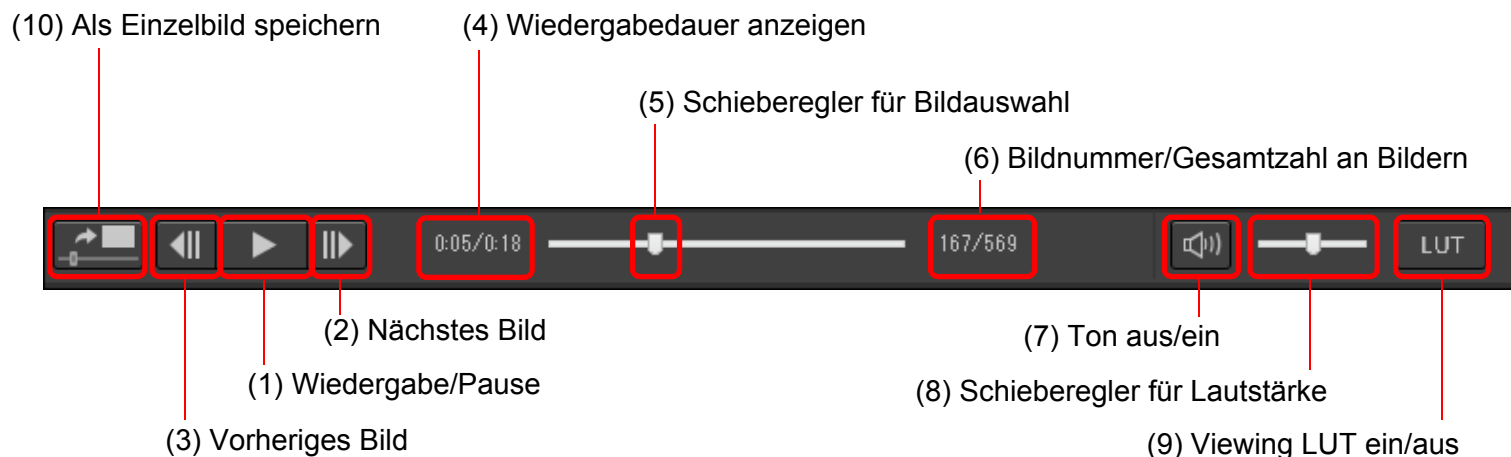 (10) Als Einzelbild speichern
(4) Wiedergabedauer anzeigen
(5) Schieberegler für Bildauswahl
(6) Bildnummer/Gesamtzahl an Bildern
0:05/0:18
167/569
LUT
(2) Nächstes Bild
(7) Ton aus/ein
(1) Wiedergabe/Pause
(8) Schieberegler für Lautstärke
(3) Vorheriges Bild
(9) Viewing LUT ein/aus